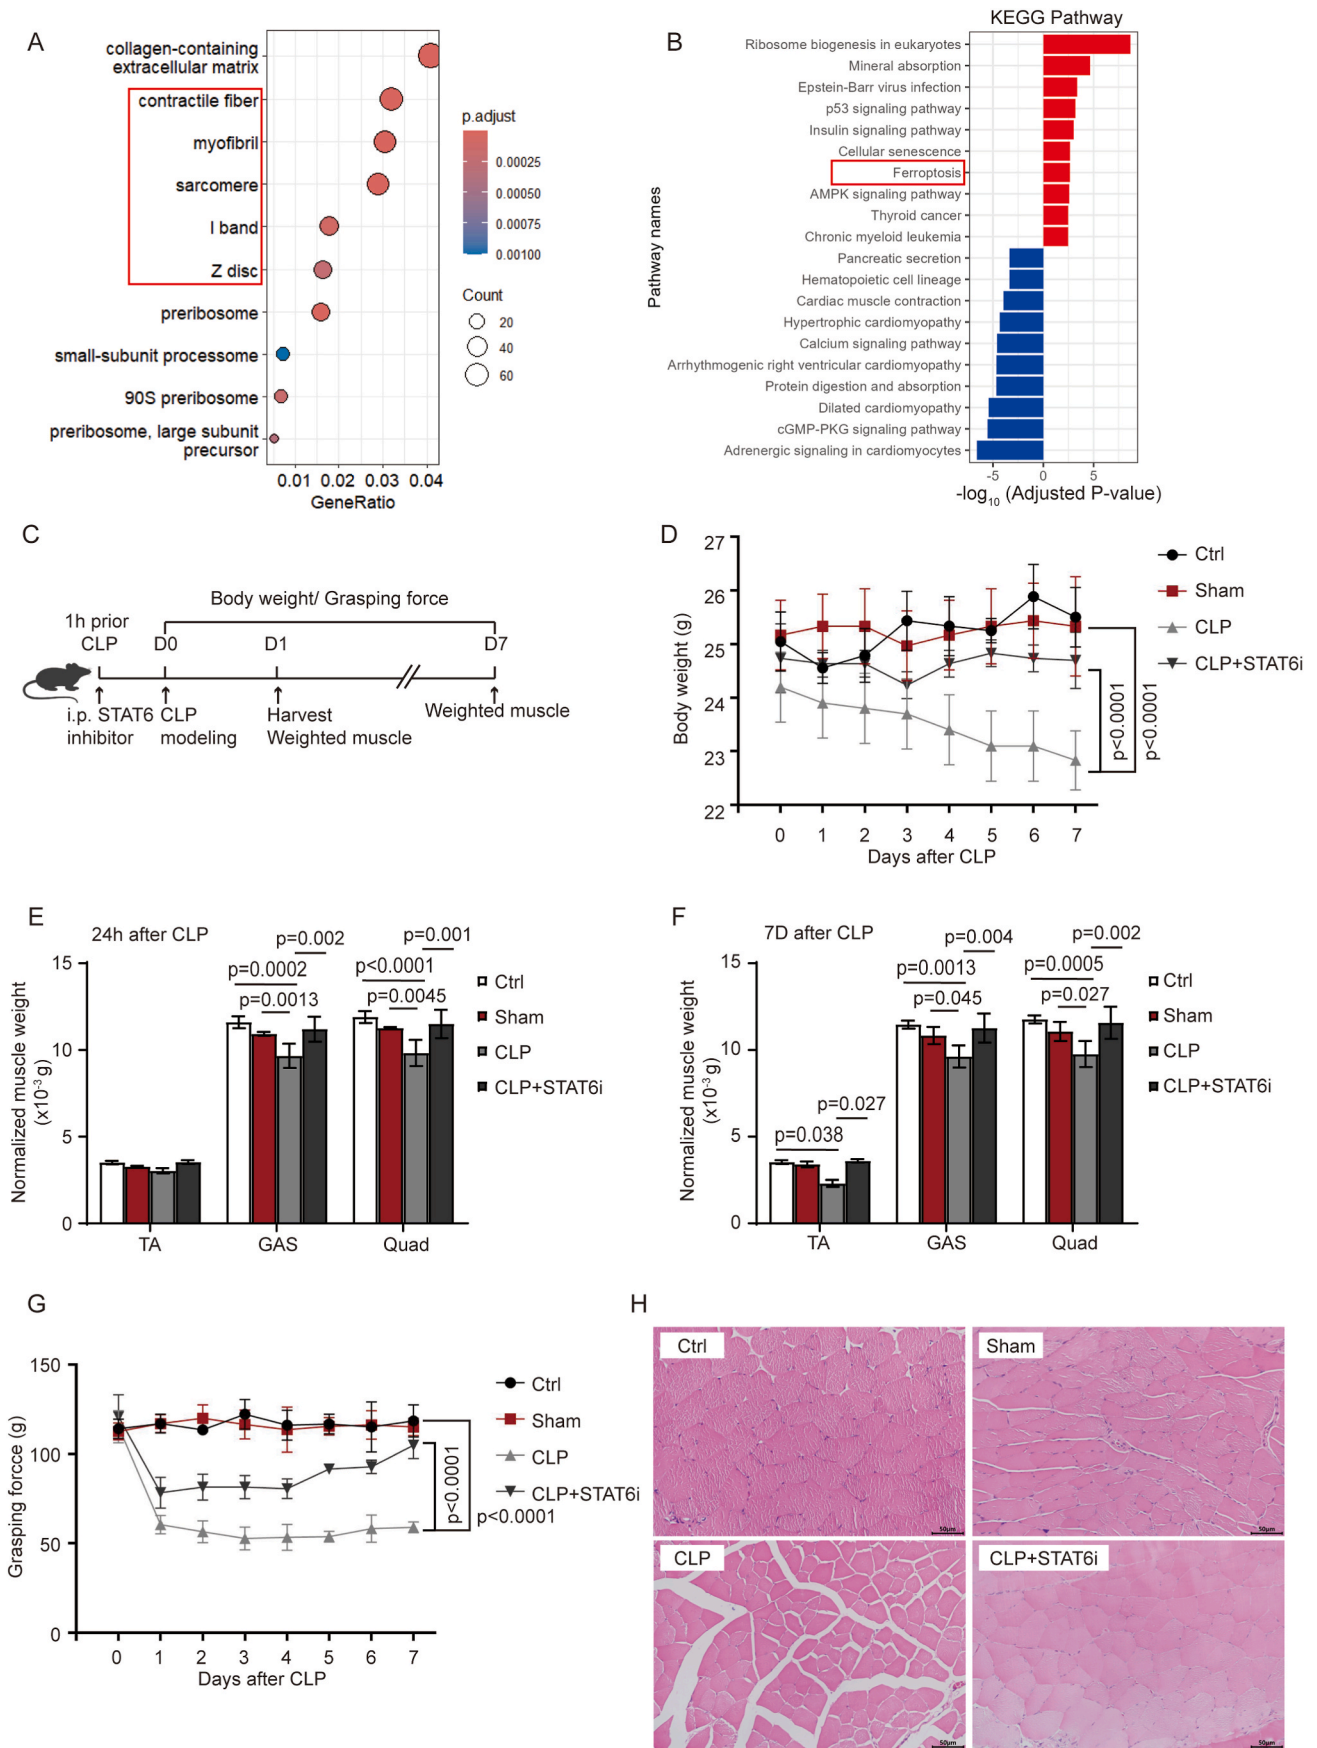 A
collagen-containing
extracellular matrix
contractile fiber
myofibril
sarcomere
I band
Z disc
preribosome
small-subunit processome
90S preribosome
preribosome, large subunit
precursor
0.01 0.02 0.03 0.04
GeneRatio
p.adjust
0.00025
0.00050
0.00075
0.00100
Count
20
40
60
B
KEGG Pathway
Pathway names
Ribosome biogenesis in eukaryotes
Mineral absorption
Epstein-Barr virus infection
p53 signaling pathway
Insulin signaling pathway
Cellular senescence
Ferroptosis
AMPK signaling pathway
Thyroid cancer
Chronic myeloid leukemia
Pancreatic secretion
Hematopoietic cell lineage
Cardiac muscle contraction
Hypertrophic cardiomyopathy
Calcium signaling pathway
Arrhythmogenic right ventricular cardiomyopathy
Protein digestion and absorption
Dilated cardiomyopathy
cGMP-PKG signaling pathway
Adrenergic signaling in cardiomyocytes
-5 0 5
-log10 (Adjusted P-value)
C
Body weight/ Grasping force
1h prior
CLP D0 D1 D7
i.p. STAT6
inhibitor
CLP
modeling
Harvest
Weighted muscle
Weighted muscle
D
Body weight (g)
27
26
25
24
23
22
0 1 2 3 4 5 6 7
Days after CLP
Ctrl
Sham
CLP
CLP+STAT6i
p<0.0001
p<0.0001
E
24h after CLP
Normalized muscle weight
(x10-3 g)
15
10
5
0
p=0.002
p=0.0002
p=0.0013
p=0.001
p<0.0001
p=0.0045
TA GAS Quad
Ctrl
Sham
CLP
CLP+STAT6i
F
7D after CLP
Normalized muscle weight
(x10-3 g)
15
10
5
0
p=0.038
p=0.027
p=0.004
p=0.0013
p=0.045
p=0.002
p=0.0005
p=0.027
TA GAS Quad
Ctrl
Sham
CLP
CLP+STAT6i
G
Grasping forcce (g)
150
100
50
0
0 1 2 3 4 5 6 7
Days after CLP
Ctrl
Sham
CLP
CLP+STAT6i
p<0.0001
p<0.0001
H
Ctrl
50μm
Sham
50μm
CLP
50μm
CLP+STAT6i
50μm